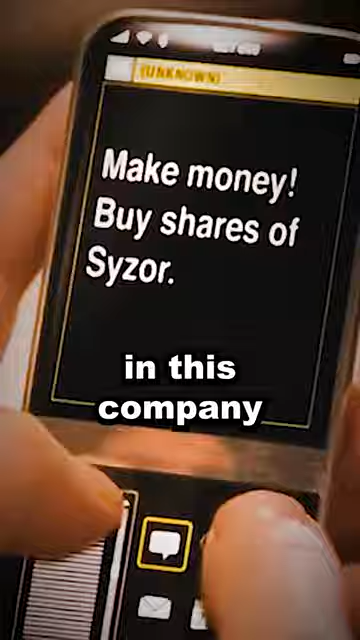 (UNKNOWN)
Make money!
Buy shares of
Syzor.
in this
company